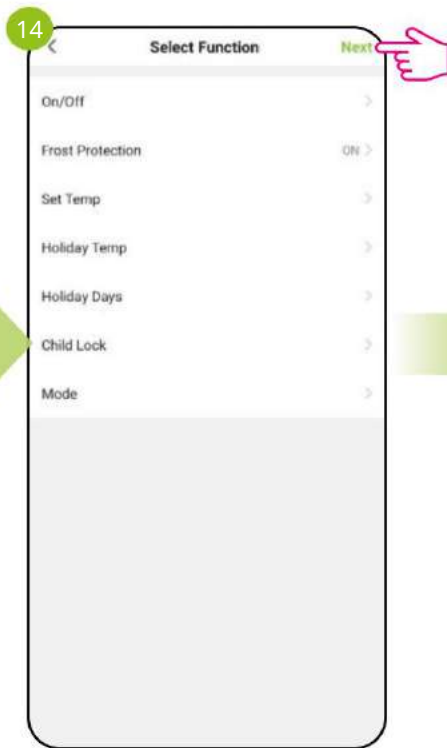 14
Select Function Next
On/Off
Frost Protection ON
Set Temp
Holiday Temp
Holiday Days
Child Lock
Mode